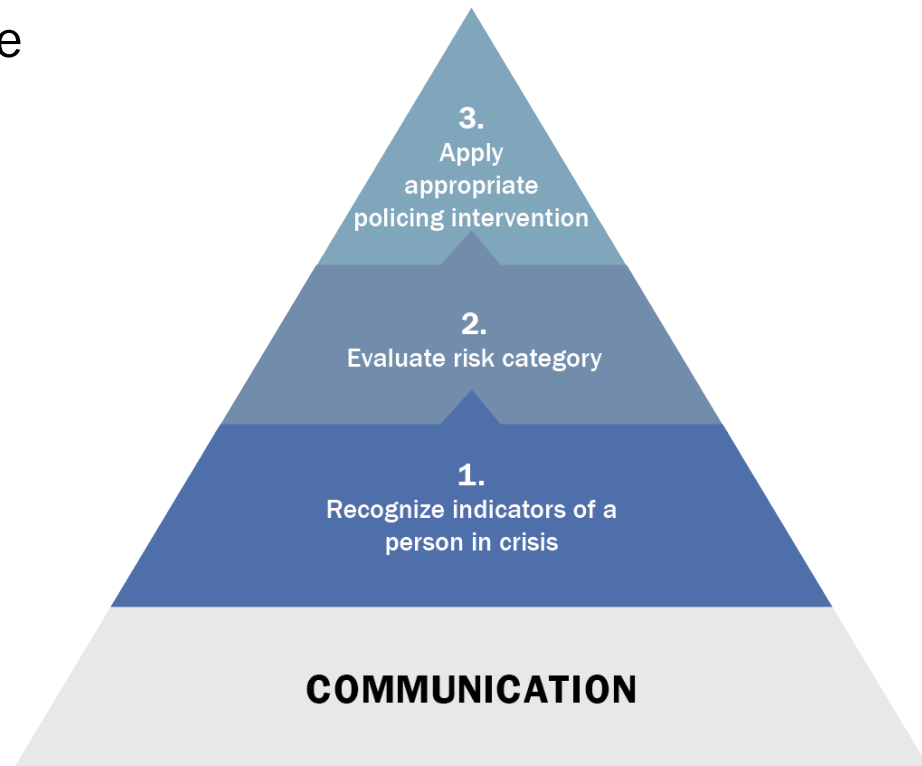 e
3.
Apply
appropriate
policing intervention
2.
Evaluate risk category
1.
Recognize indicators of a
person in crisis
COMMUNICATION